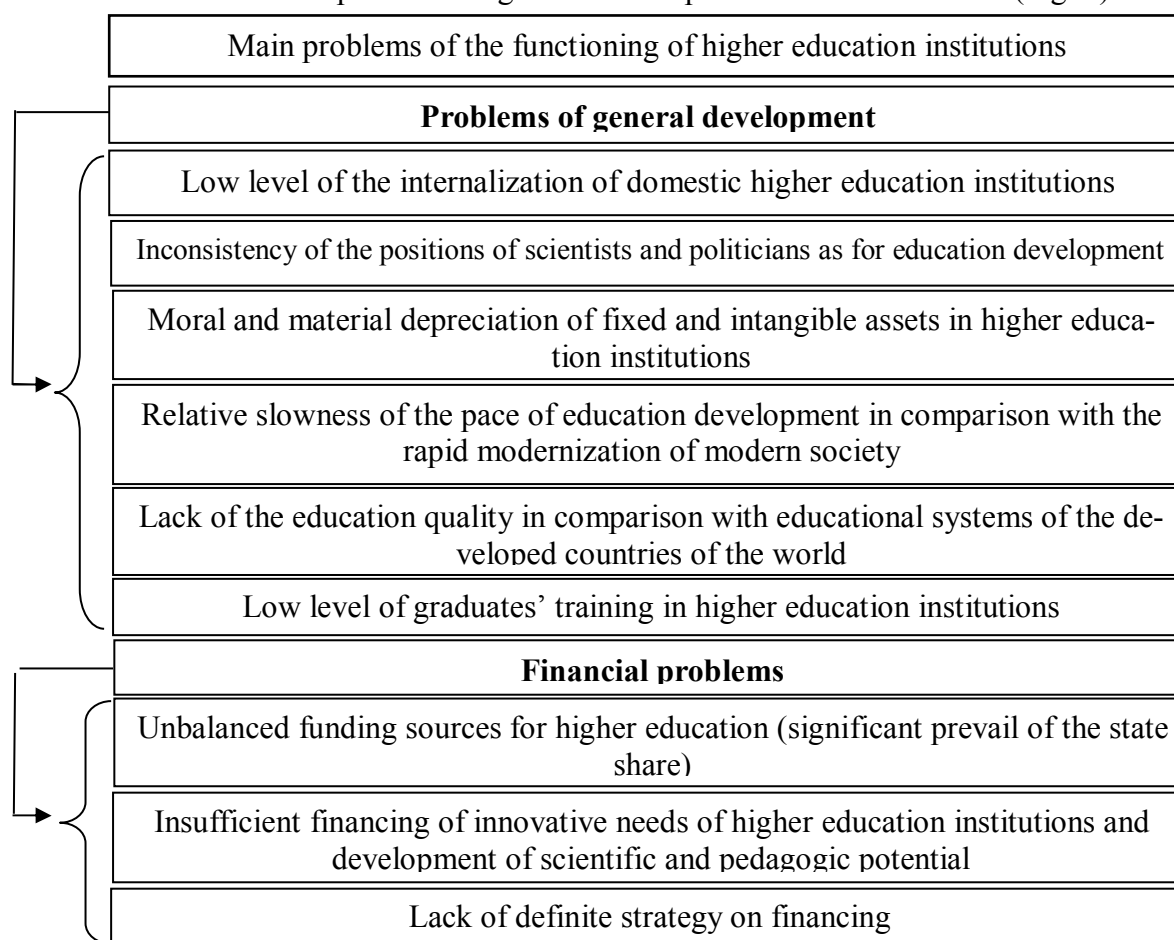 Main problems of the functioning of higher education institutions
Problems of general development
Low level of the internalization of domestic higher education institutions
Inconsistency of the positions of scientists and politicians as for education development
Moral and material depreciation of fixed and intangible assets in higher educa-
tion institutions
Relative slowness of the pace of education development in comparison with the
rapid modernization of modern society
Lack of the education quality in comparison with educational systems of the de-
veloped countries of the world
Low level of graduates’ training in higher education institutions
Financial problems
Unbalanced funding sources for higher education (significant prevail of the state
share)
Insufficient financing of innovative needs of higher education institutions and
development of scientific and pedagogic potential
Lack of definite strategy on financing